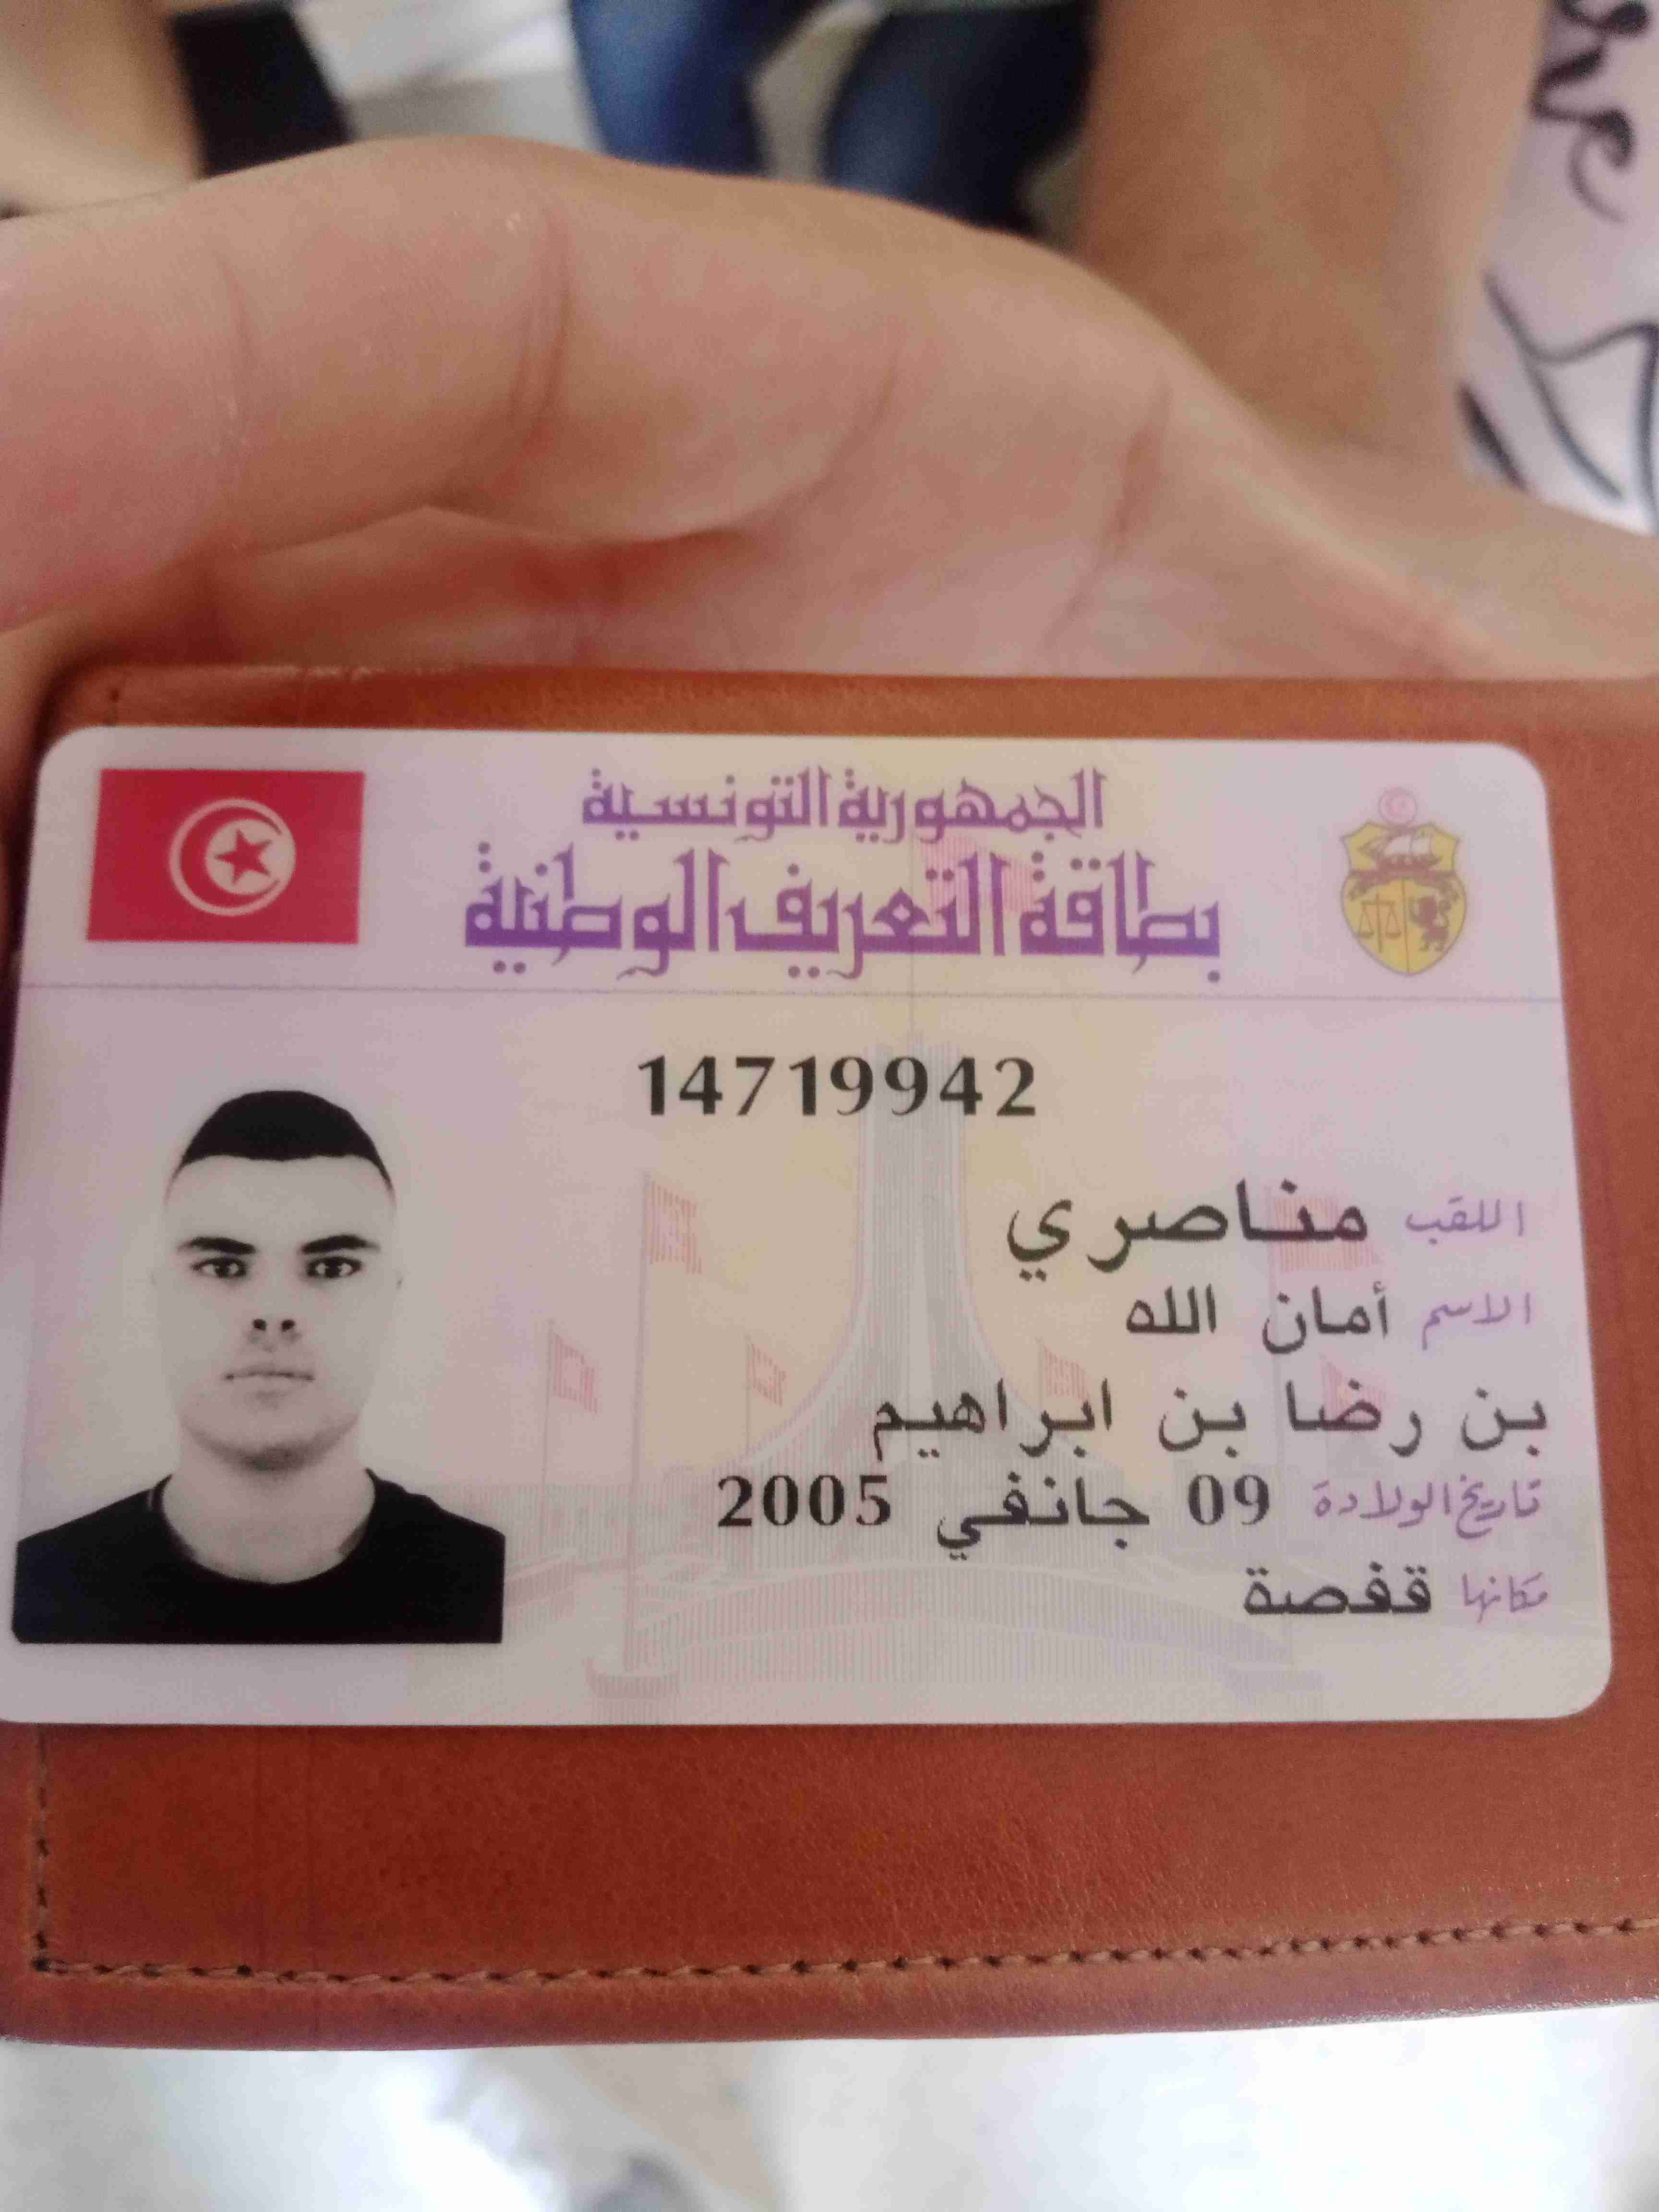 الجمهورية التونسية
بطاقة التعريف الوطنية
14719942
اللقب مناصري
الاسم أمان الله
بن رضا بن ابراهيم
تاريخ الولادة 09 جانفي 2005
مكانها قفصة